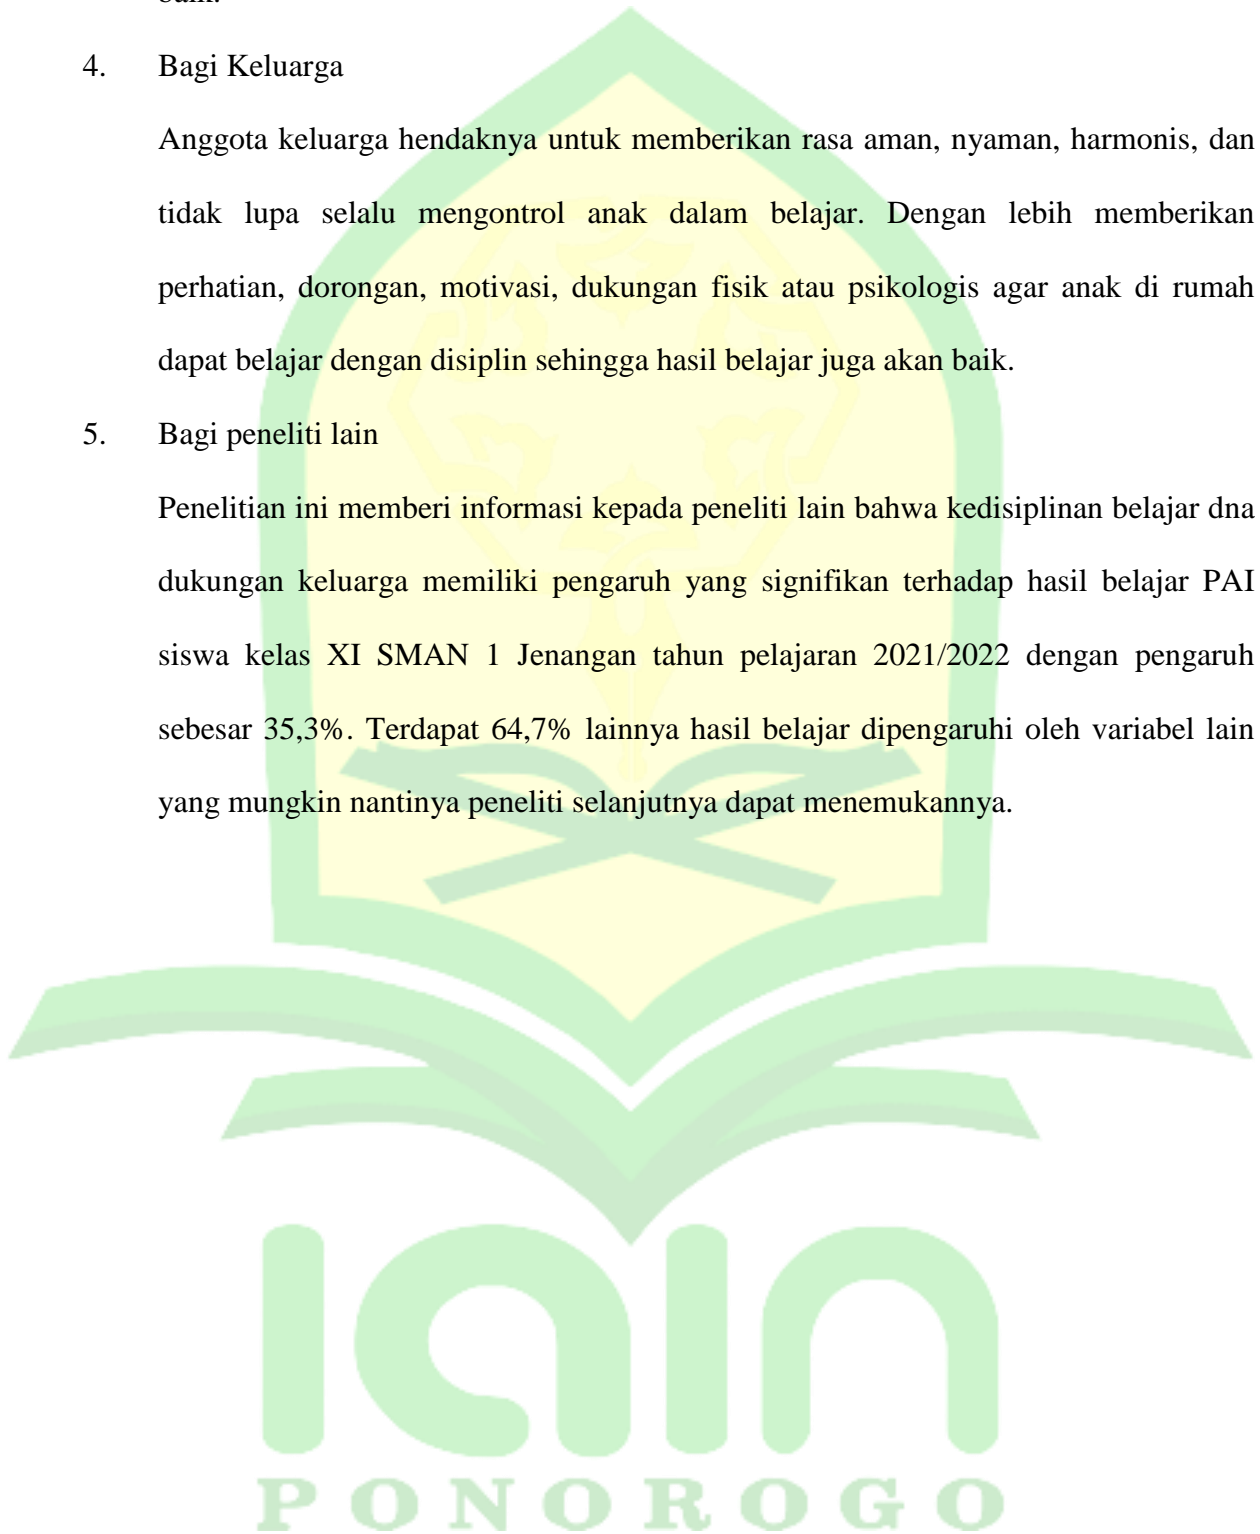 baik.
4. Bagi Keluarga
Anggota keluarga hendaknya untuk memberikan rasa aman, nyaman, harmonis, dan
tidak lupa selalu mengontrol anak dalam belajar. Dengan lebih memberikan
perhatian, dorongan, motivasi, dukungan fisik atau psikologis agar anak di rumah
dapat belajar dengan disiplin sehingga hasil belajar juga akan baik.
5. Bagi peneliti lain
Penelitian ini memberi informasi kepada peneliti lain bahwa kedisiplinan belajar dna
dukungan keluarga memiliki pengaruh yang signifikan terhadap hasil belajar PAI
siswa kelas XI SMAN 1 Jenangan tahun pelajaran 2021/2022 dengan pengaruh
sebesar 35,3%. Terdapat 64,7% lainnya hasil belajar dipengaruhi oleh variabel lain
yang mungkin nantinya peneliti selanjutnya dapat menemukannya.
iain
PONOROGO